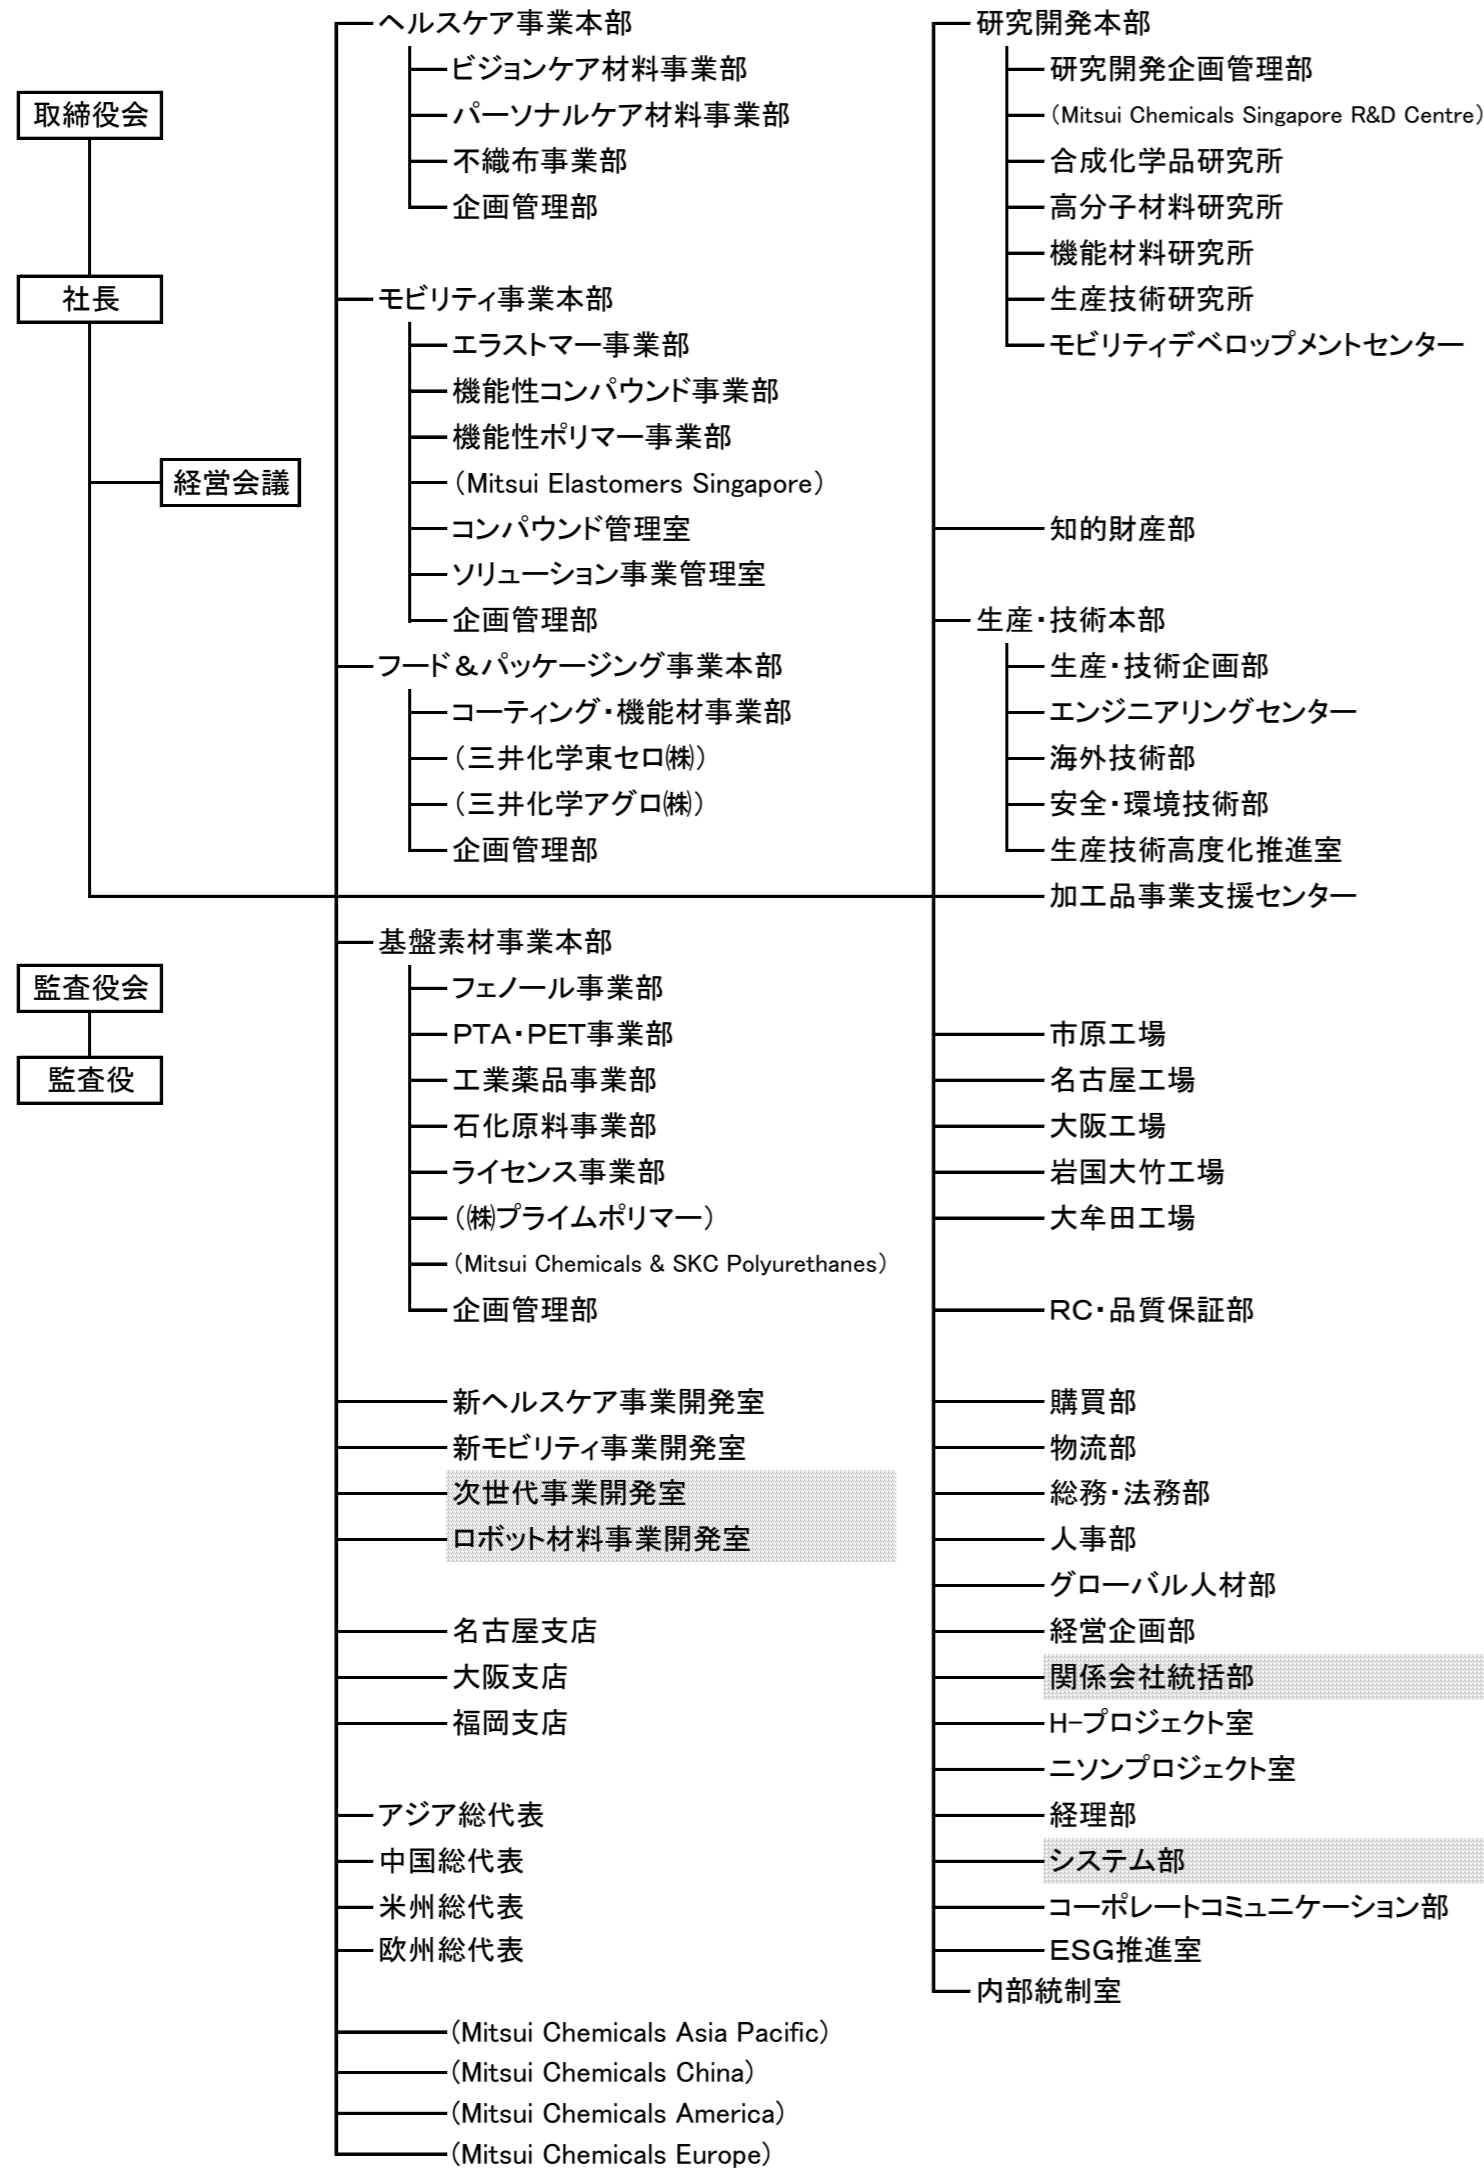 取締役会
社長
経営会議
監査役会
監査役
ヘルスケア事業本部
ビジョンケア材料事業部
パーソナルケア材料事業部
不織布事業部
企画管理部
モビリティ事業本部
エラストマー事業部
機能性コンパウンド事業部
機能性ポリマー事業部
(Mitsui Elastomers Singapore)
コンパウンド管理室
ソリューション事業管理室
企画管理部
フード&パッケージング事業本部
コーティング・機能材事業部
(三井化学東セロ㈱)
(三井化学アグロ㈱)
企画管理部
基盤素材事業本部
フェノール事業部
PTA・PET事業部
工業薬品事業部
石化原料事業部
ライセンス事業部
(㈱プライムポリマー)
(Mitsui Chemicals & SKC Polyurethanes)
企画管理部
新ヘルスケア事業開発室
新モビリティ事業開発室
次世代事業開発室
ロボット材料事業開発室
名古屋支店
大阪支店
福岡支店
アジア総代表
中国総代表
米州総代表
欧州総代表
(Mitsui Chemicals Asia Pacific)
(Mitsui Chemicals China)
(Mitsui Chemicals America)
(Mitsui Chemicals Europe)
研究開発本部
研究開発企画管理部
(Mitsui Chemicals Singapore R&D Centre)
合成化学品研究所
高分子材料研究所
機能材料研究所
生産技術研究所
モビリティデベロップメントセンター
知的財産部
生産・技術本部
生産・技術企画部
エンジニアリングセンター
海外技術部
安全・環境技術部
生産技術高度化推進室
加工品事業支援センター
市原工場
名古屋工場
大阪工場
岩国大竹工場
大牟田工場
RC・品質保証部
購買部
物流部
総務・法務部
人事部
グローバル人材部
経営企画部
関係会社統括部
H-プロジェクト室
ニソンプロジェクト室
経理部
システム部
コーポレートコミュニケーション部
ESG推進室
内部統制室